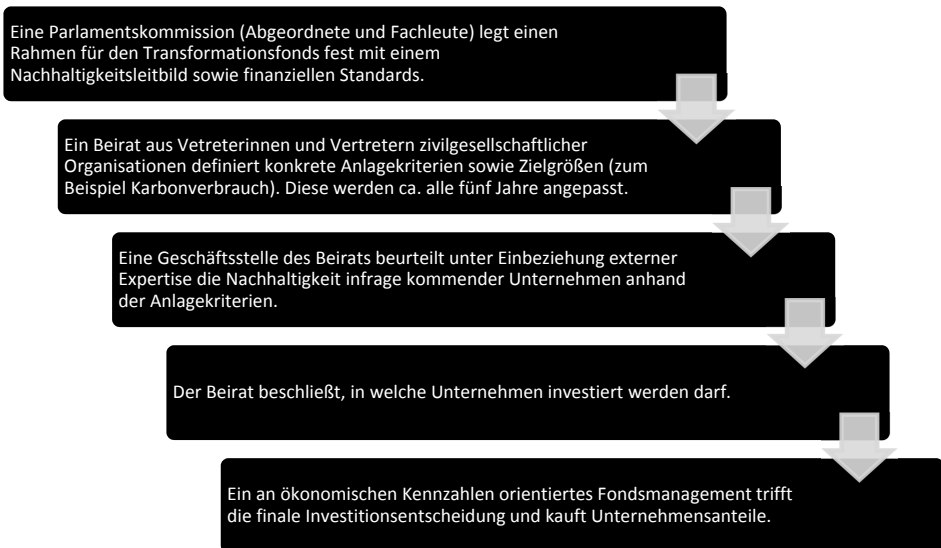 Eine Parlamentskommission (Abgeordnete und Fachleute) legt einen
Rahmen für den Transformationsfonds fest mit einem
Nachhaltigkeitsleitbild sowie finanziellen Standards.
Ein Beirat aus Vetreterinnen und Vertretern zivilgesellschaftlicher
Organisationen definiert konkrete Anlagekriterien sowie Zielgrößen (zum
Beispiel Karbonverbrauch). Diese werden ca. alle fünf Jahre angepasst.
Eine Geschäftsstelle des Beirats beurteilt unter Einbeziehung externer
Expertise die Nachhaltigkeit infrage kommender Unternehmen anhand
der Anlagekriterien.
Der Beirat beschließt, in welche Unternehmen investiert werden darf.
Ein an ökonomischen Kennzahlen orientiertes Fondsmanagement trifft
die finale Investitionsentscheidung und kauft Unternehmensanteile.